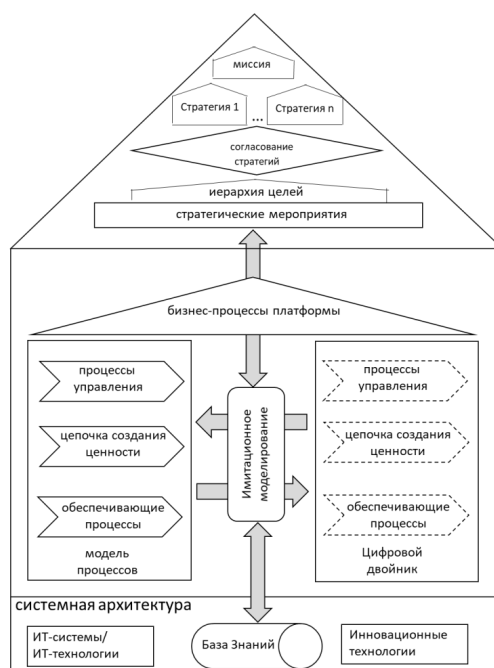 миссия
Стратегия 1
...
Стратегия n
согласование
стратегий
иерархия целей
стратегические мероприятия
бизнес-процессы платформы
процессы
управления
цепочка создания
ценности
обеспечивающие
процессы
модель
процессов
Имитационное
моделирование
процессы
управления
цепочка создания
ценности
обеспечивающие
процессы
Цифровой
двойник
системная архитектура
ИТ-системы/
ИТ-технологии
База Знаний
Инновационные
технологии